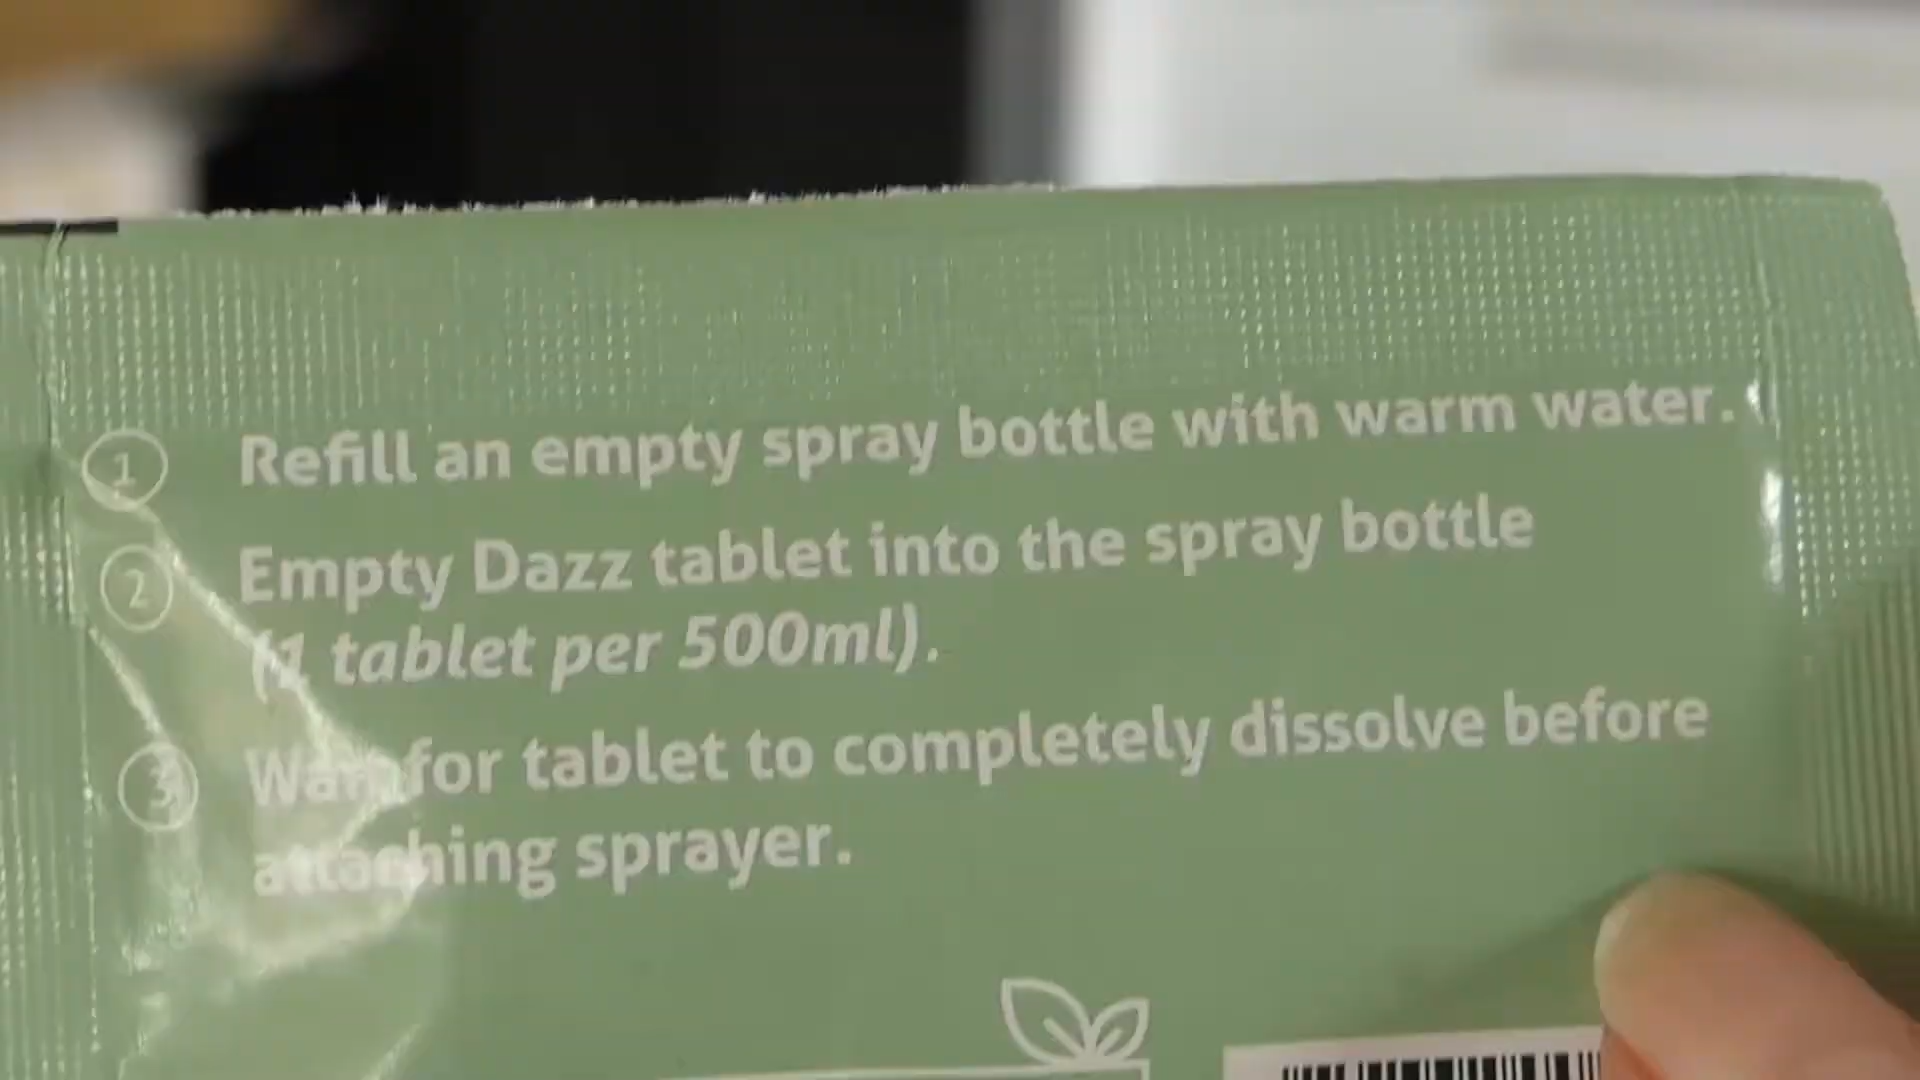 1 Refill an empty spray bottle with warm water.
2 Empty Dazz tablet into the spray bottle
(1 tablet per 500ml).
3 Wait for tablet to completely dissolve before
attaching sprayer.